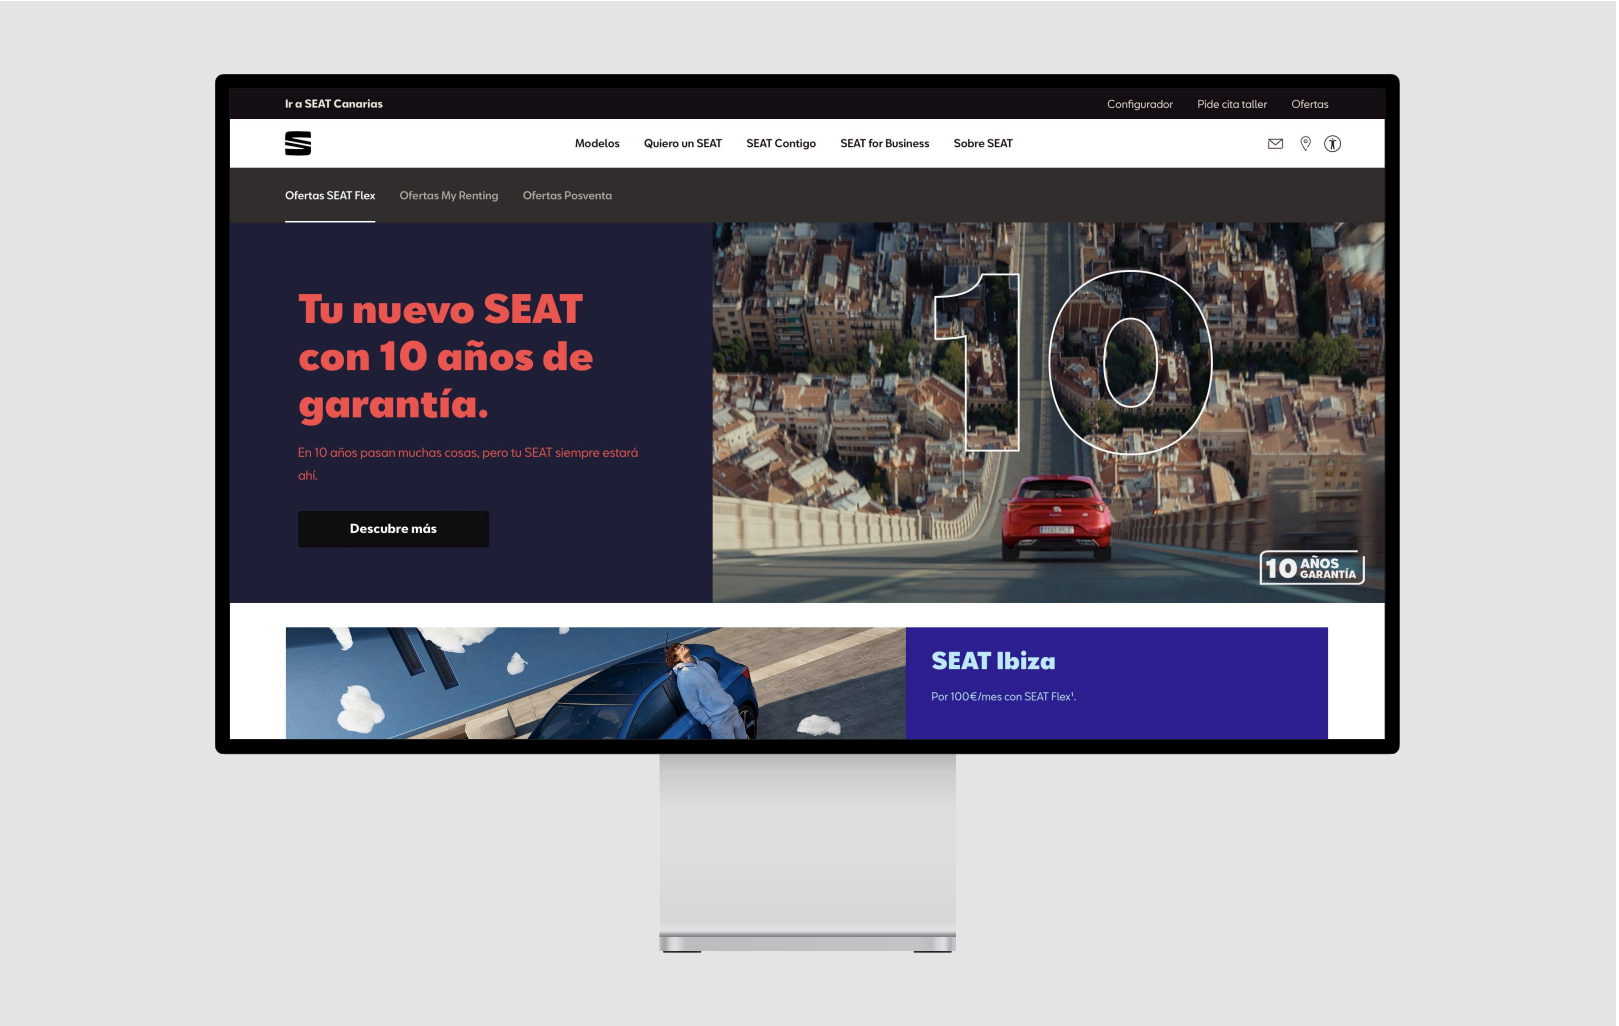 Ir a SEAT Canarias
Configurador Pide cita taller Ofertas
Modelos Quiero un SEAT SEAT Contigo SEAT for Business Sobre SEAT
Ofertas SEAT Flex Ofertas My Renting Ofertas Posventa
Tu nuevo SEAT
con 10 años de
garantía.
En 10 años pasan muchas cosas, pero tu SEAT siempre estará
ahí.
Descubre más
10
10 AÑOS
GARANTÍA
SEAT Ibiza
Por 100€/mes con SEAT Flex¹.